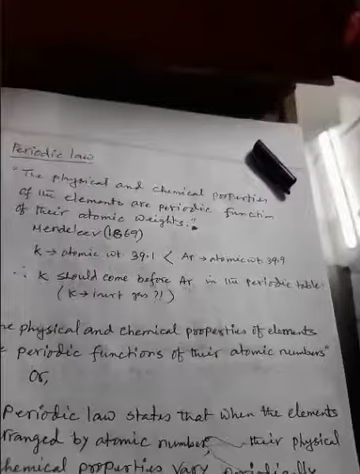 Periodic law
"The physical and chemical properties
of the elements are periodic function
of their atomic weights."
Mendeleev (1869)
K → atomic wt 39.1 < Ar → atomic wt 39.9
∴ K should come before Ar in the periodic table
(K → inert gas ?!)
physical and chemical properties of elements
periodic functions of their atomic numbers"
Or,
Periodic law states that when the elements
arranged by atomic number, their physical
chemical properties vary periodically